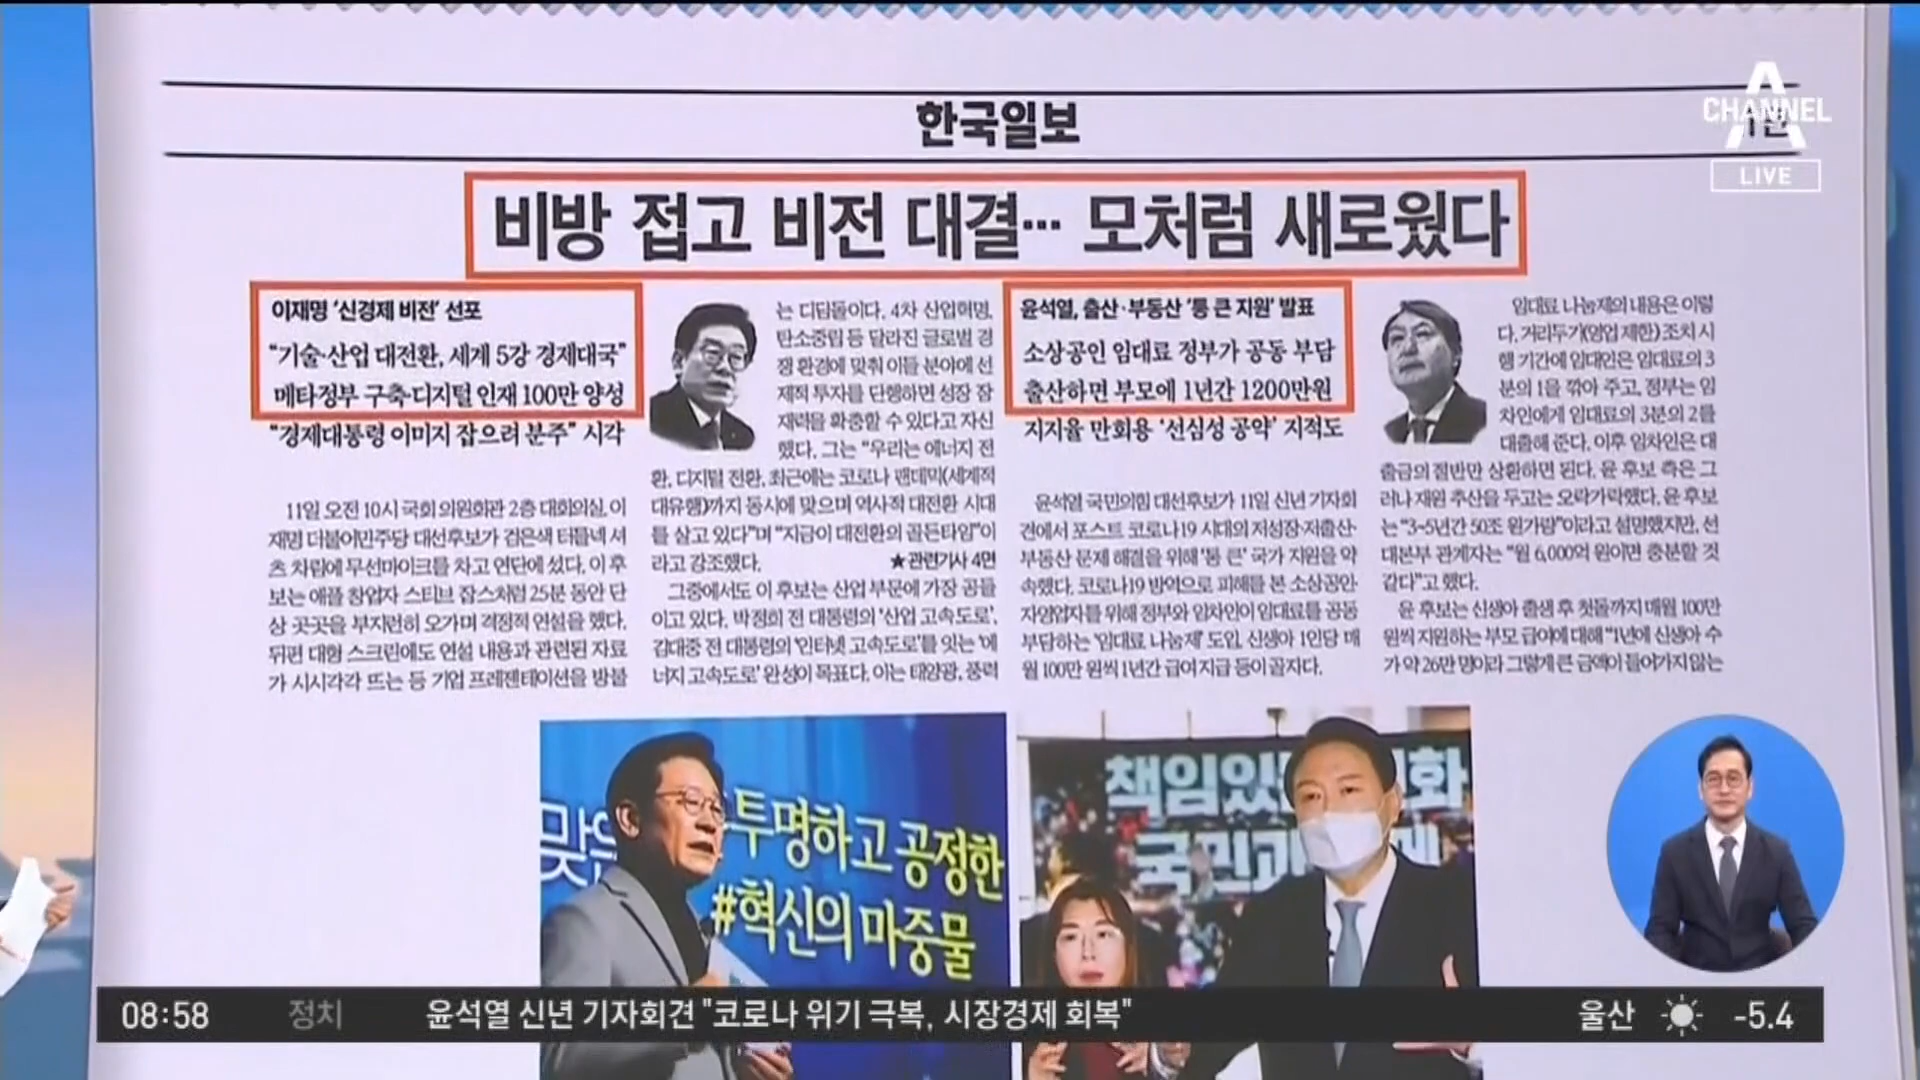 한국일보
CHANNEL A
LIVE
비방 접고 비전 대결… 모처럼 새로웠다
이재명 '신경제 비전' 선포
"기술·산업 대전환, 세계 5강 경제대국"
메타정부 구축·디지털 인재 100만 양성
"경제대통령 이미지 잡으려 분주" 시각
11일 오전 10시 국회 의원회관 2층 대회의실. 이
재명 더불어민주당 대선후보가 검은색 터틀넥 셔
츠 차림에 무선마이크를 차고 연단에 섰다. 이 후
보는 애플 창업자 스티브 잡스처럼 25분 동안 단
상 곳곳을 부지런히 오가며 격정적 연설을 했다.
뒤편 대형 스크린에도 연설 내용과 관련된 자료
가 시시각각 뜨는 등 기업 프레젠테이션을 방불
는 디딤돌이다. 4차 산업혁명,
탄소중립 등 달라진 글로벌 경
쟁 환경에 맞춰 이들 분야에 선
제적 투자를 단행하면 성장 잠
재력을 확충할 수 있다고 자신
했다. 그는 "우리는 에너지 전
환, 디지털 전환, 최근에는 코로나 팬데믹(세계적
대유행)까지 동시에 맞으며 역사적 대전환 시대
를 살고 있다"며 "지금이 대전환의 골든타임"이
라고 강조했다. ★관련기사 4면
그중에서도 이 후보는 산업 부문에 가장 공들
이고 있다. 박정희 전 대통령의 '산업 고속도로',
김대중 전 대통령의 '인터넷 고속도로'를 잇는 '에
너지 고속도로' 완성이 목표다. 이는 태양광, 풍력
윤석열, 출산·부동산 '통 큰 지원' 발표
소상공인 임대료 정부가 공동 부담
출산하면 부모에 1년간 1200만원
지지율 만회용 '선심성 공약' 지적도
윤석열 국민의힘 대선후보가 11일 신년 기자회
견에서 포스트 코로나19 시대의 저성장·저출산·
부동산 문제 해결을 위해 '통 큰' 국가 지원을 약
속했다. 코로나19 방역으로 피해를 본 소상공인·
자영업자를 위해 정부와 임차인이 임대료를 공동
부담하는 '임대료 나눔제' 도입, 신생아 1인당 매
월 100만 원씩 1년간 급여 지급 등이 골자다.
임대료 나눔제의 내용은 이렇
다. 거리두기(영업 제한) 조치 시
행 기간에 임대인은 임대료의 3
분의 1을 깎아 주고, 정부는 임
차인에게 임대료의 3분의 2를
대출해 준다. 이후 임차인은 대
출금의 절반만 상환하면 된다. 윤 후보 측은 그
러나 재원 추산을 두고는 오락가락했다. 윤 후보
는 "3~5년간 50조 원가량"이라고 설명했지만, 선
대본부 관계자는 "월 6,000억 원이면 충분할 것
같다"고 했다.
윤 후보는 신생아 출생 후 첫돌까지 매월 100만
원씩 지원하는 부모 급여에 대해 "1년에 신생아 수
가 약 26만 명이라 그렇게 큰 금액이 들어가지 않는
투명하고 공정한
#혁신의 마중물
책임있
08:58 정치 윤석열 신년 기자회견 "코로나 위기 극복, 시장경제 회복" 울산 -5.4